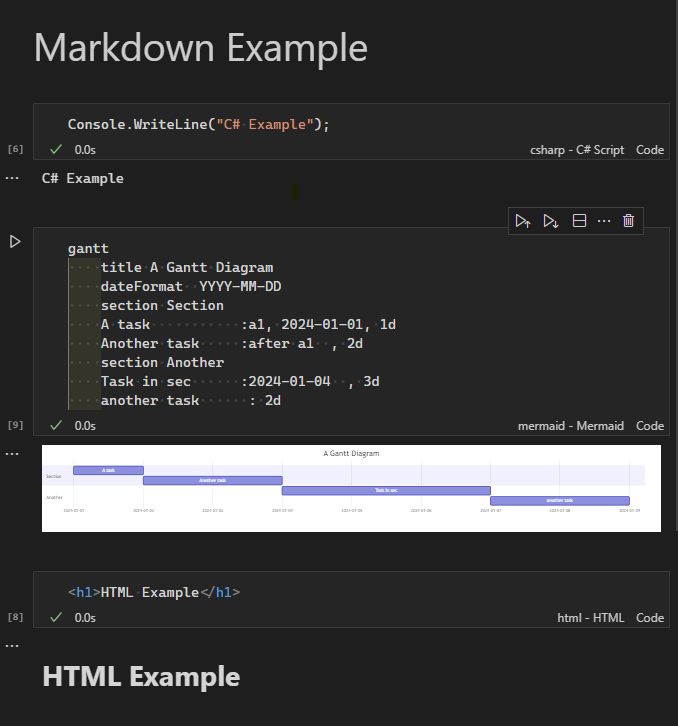 Markdown Example
Console.WriteLine("C# Example");
[6]
0.0s
csharp - C# Script Code
C# Example
gantt
title A Gantt Diagram
dateFormat YYYY-MM-DD
section Section
A task :a1, 2024-01-01, 1d
Another task :after a1 , 2d
section Another
Task in sec :2024-01-04 , 3d
another task : 2d
[9]
0.0s
mermaid - Mermaid Code
A Gantt Diagram
Section
A task
Another task
Another
Task in sec
another task
2024-01-01 2024-01-02 2024-01-03 2024-01-04 2024-01-05 2024-01-06 2024-01-07 2024-01-08 2024-01-09
<h1>HTML Example</h1>
[8]
0.0s
html - HTML Code
HTML Example